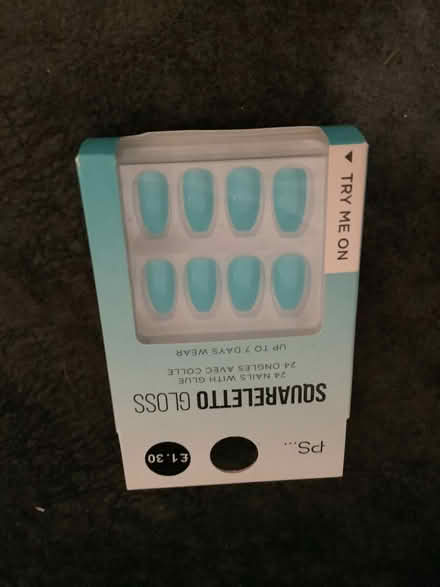 PS...
£1.30
SQUARELETTO GLOSS
24 NAILS WITH GLUE
24 ONGLES AVEC COLLE
UP TO 7 DAYS WEAR
TRY ME ON